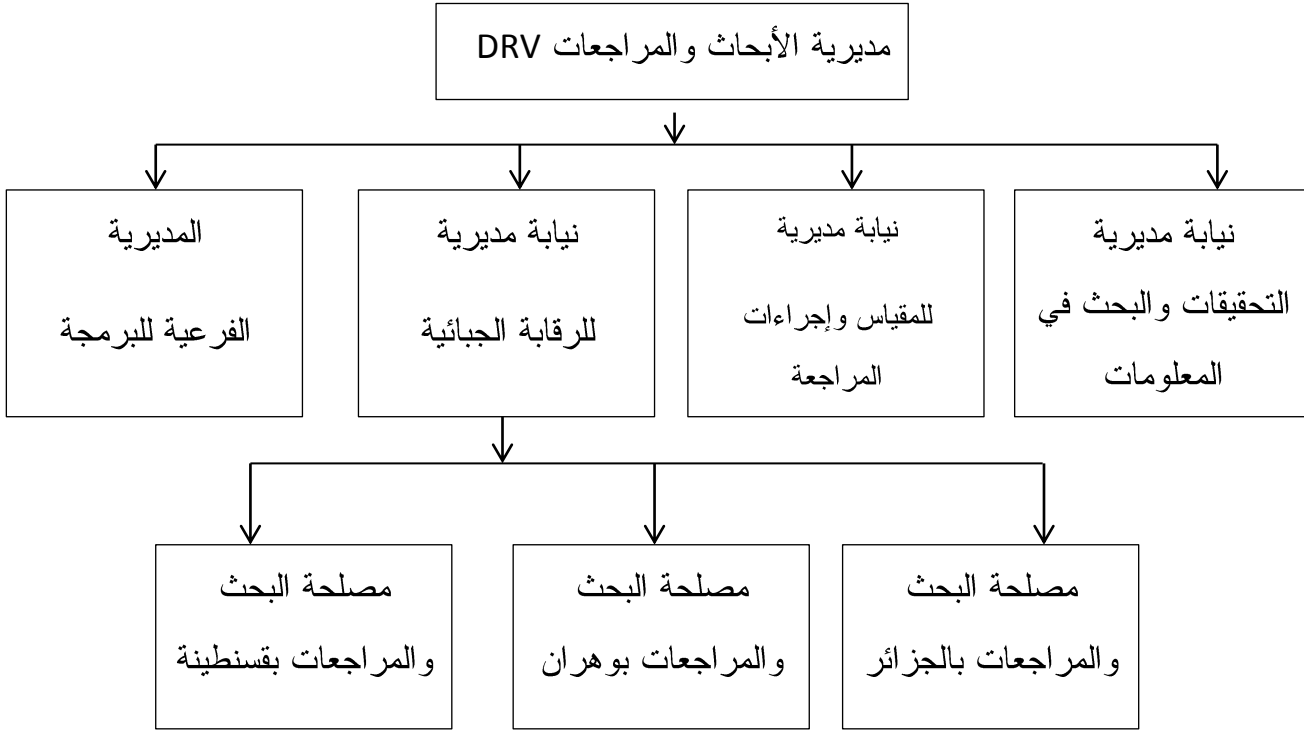 مديرية الأبحاث والمراجعات DRV
نيابة مديرية
التحقيقات والبحث في
المعلومات
نيابة مديرية
للمقياس وإجراءات
المراجعة
نيابة مديرية
للرقابة الجبائية
المديرية
الفرعية للبرمجة
مصلحة البحث
والمراجعات بالجزائر
مصلحة البحث
والمراجعات بوهران
مصلحة البحث
والمراجعات بقسنطينة